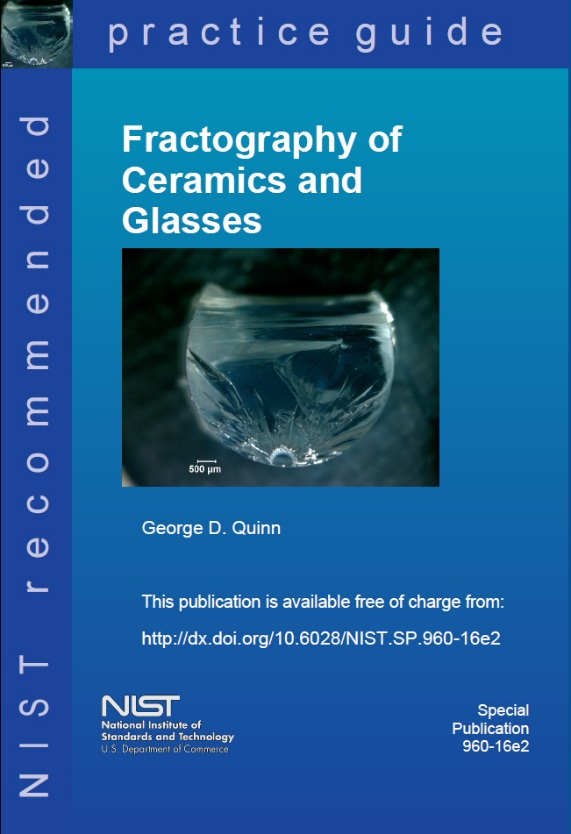 practice guide
NIST recommended
Fractography of
Ceramics and
Glasses
500 µm
George D. Quinn
This publication is available free of charge from:
http://dx.doi.org/10.6028/NIST.SP.960-16e2
NIST
National Institute of
Standards and Technology
U.S. Department of Commerce
Special
Publication
960-16e2